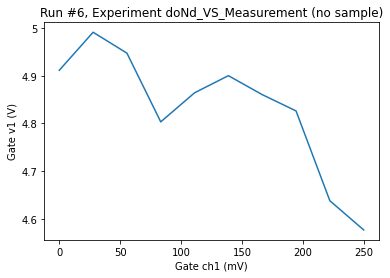 Run #6, Experiment doNd_VS_Measurement (no sample)
5
4.9
4.8
4.7
4.6
Gate v1 (V)
0 50 100 150 200 250
Gate ch1 (mV)